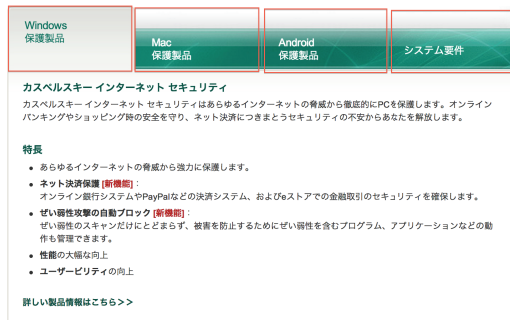 Windows
保護製品
Mac
保護製品
Android
保護製品
システム要件
カスペルスキー インターネット セキュリティ
カスペルスキー インターネット セキュリティはあらゆるインターネットの脅威から徹底的にPCを保護します。オンライン
バンキングやショッピング時の安全を守り、ネット決済につきまとうセキュリティの不安からあなたを解放します。
特長
● あらゆるインターネットの脅威から強力に保護します。
● ネット決済保護 [新機能]：
オンライン銀行システムやPayPalなどの決済システム、およびeストアでの金融取引のセキュリティを確保します。
● ぜい弱性攻撃の自動ブロック [新機能]：
ぜい弱性のスキャンだけにとどまらず、被害を防止するためにぜい弱性を含むプログラム、アプリケーションなどの動
作も管理できます。
● 性能の大幅な向上
● ユーザービリティの向上
詳しい製品情報はこちら＞＞